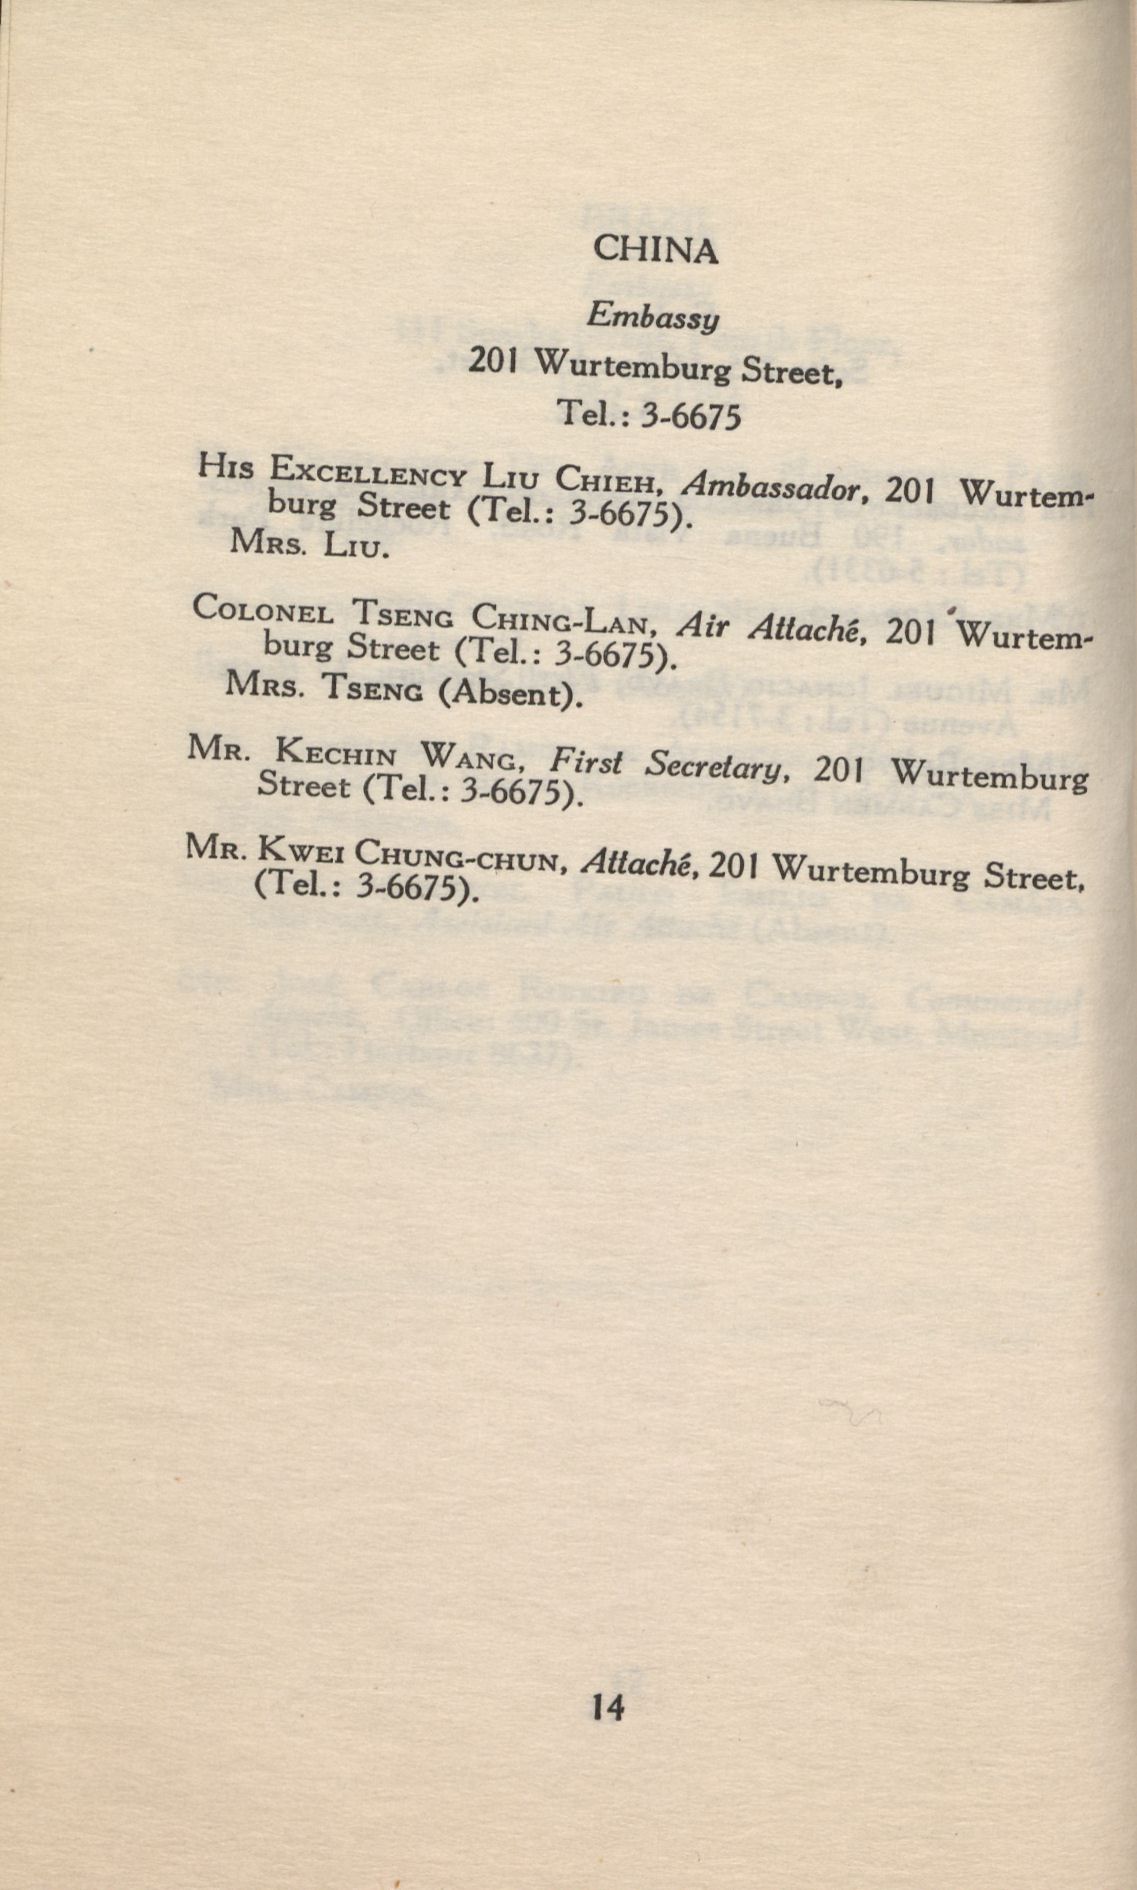 CHINA
Embassy
201 Wurtemburg Street,
Tel.: 3-6675
HIS EXCELLENCY LIU CHIEH, Ambassador, 201 Wurtem-
burg Street (Tel.: 3-6675).
MRS. LIU.
COLONEL TSENG CHING-LAN, Air Attaché, 201 Wurtem-
burg Street (Tel.: 3-6675).
MRS. TSENG (Absent).
MR. KECHIN WANG, First Secretary, 201 Wurtemburg
Street (Tel.: 3-6675).
MR. KWEI CHUNG-CHUN, Attaché, 201 Wurtemburg Street,
(Tel.: 3-6675).
14